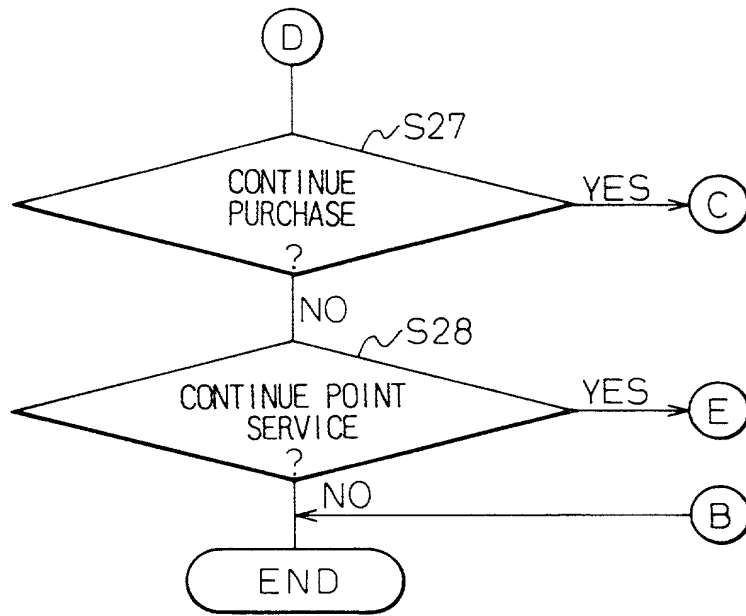 D
S27
CONTINUE
PURCHASE
?
YES
C
NO
S28
CONTINUE POINT
SERVICE
?
YES
E
NO
B
END